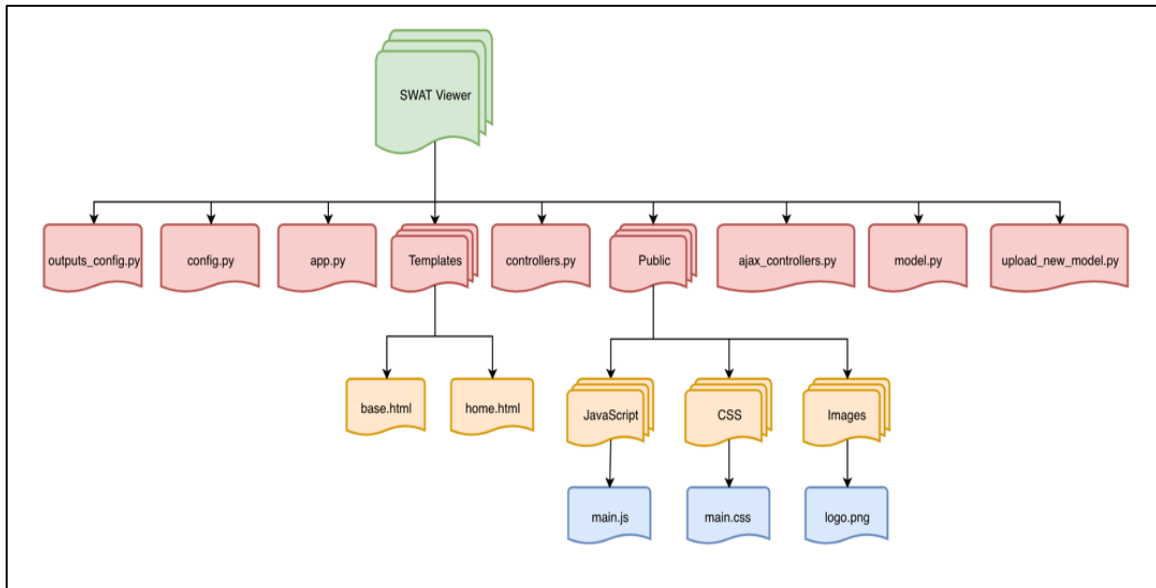 SWAT Viewer
outputs_config.py
config.py
app.py
Templates
controllers.py
Public
ajax_controllers.py
model.py
upload_new_model.py
base.html
home.html
JavaScript
CSS
Images
main.js
main.css
logo.png